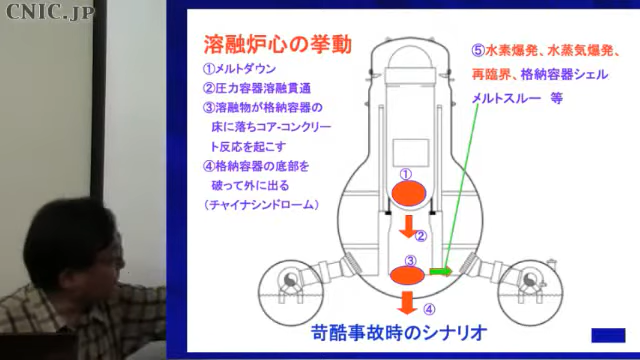 CNIC.jp
溶融炉心の挙動
①メルトダウン
②圧力容器溶融貫通
③溶融物が格納容器の
床に落ちコア-コンクリー
ト反応を起こす
④格納容器の底部を
破って外に出る
(チャイナシンドローム)
⑤水素爆発、水蒸気爆発、
再臨界、格納容器シェル
メルトスルー 等
①
②
③
④
苛酷事故時のシナリオ